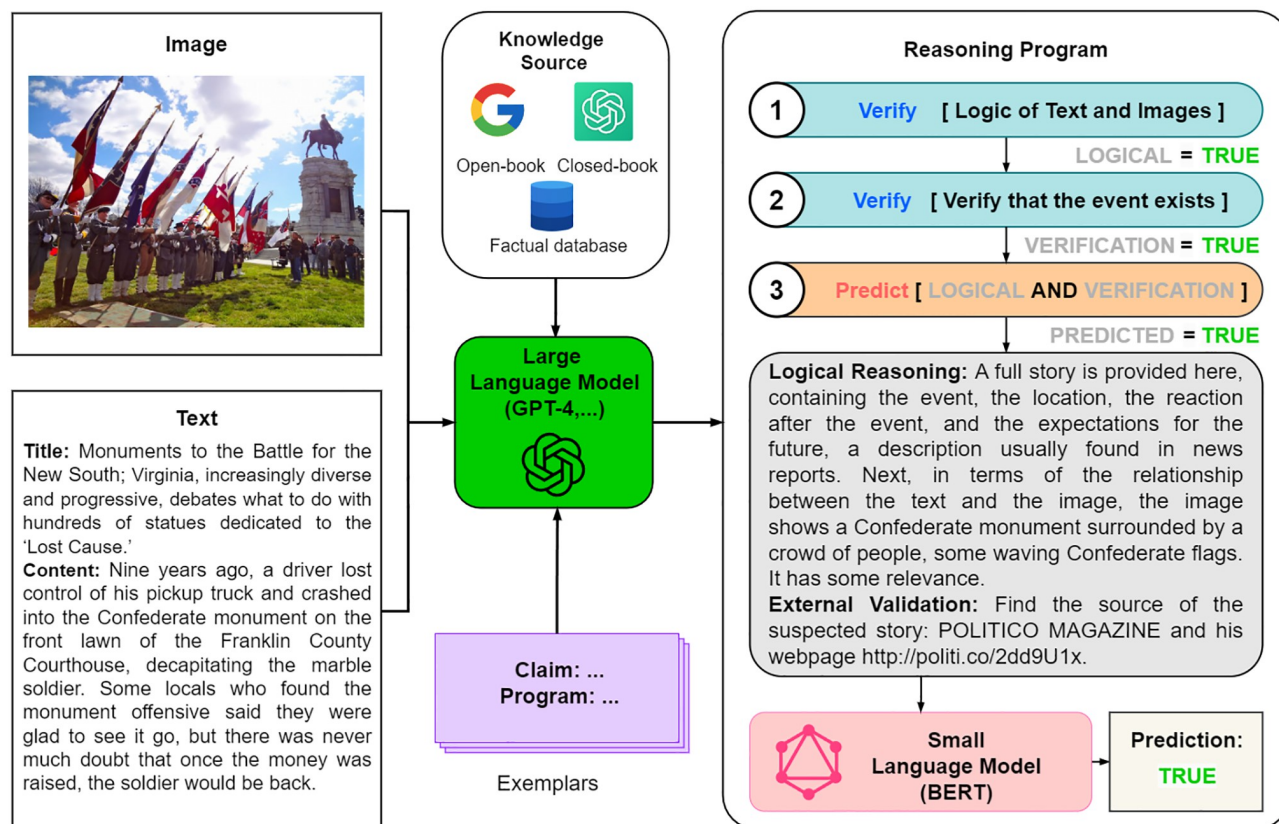 Image
Text
Title: Monuments to the Battle for the
New South; Virginia, increasingly diverse
and progressive, debates what to do with
hundreds of statues dedicated to the
‘Lost Cause.’
Content: Nine years ago, a driver lost
control of his pickup truck and crashed
into the Confederate monument on the
front lawn of the Franklin County
Courthouse, decapitating the marble
soldier. Some locals who found the
monument offensive said they were
glad to see it go, but there was never
much doubt that once the money was
raised, the soldier would be back.
Knowledge
Source
Open-book Closed-book
Factual database
Large
Language Model
(GPT-4,...)
Claim: ...
Program: ...
Exemplars
Reasoning Program
1 Verify [ Logic of Text and Images ]
LOGICAL = TRUE
2 Verify [ Verify that the event exists ]
VERIFICATION = TRUE
3 Predict [ LOGICAL AND VERIFICATION ]
PREDICTED = TRUE
Logical Reasoning: A full story is provided here,
containing the event, the location, the reaction
after the event, and the expectations for the
future, a description usually found in news
reports. Next, in terms of the relationship
between the text and the image, the image
shows a Confederate monument surrounded by a
crowd of people, some waving Confederate flags.
It has some relevance.
External Validation: Find the source of the
suspected story: POLITICO MAGAZINE and his
webpage http://politi.co/2dd9U1x.
Small
Language Model
(BERT)
Prediction:
TRUE